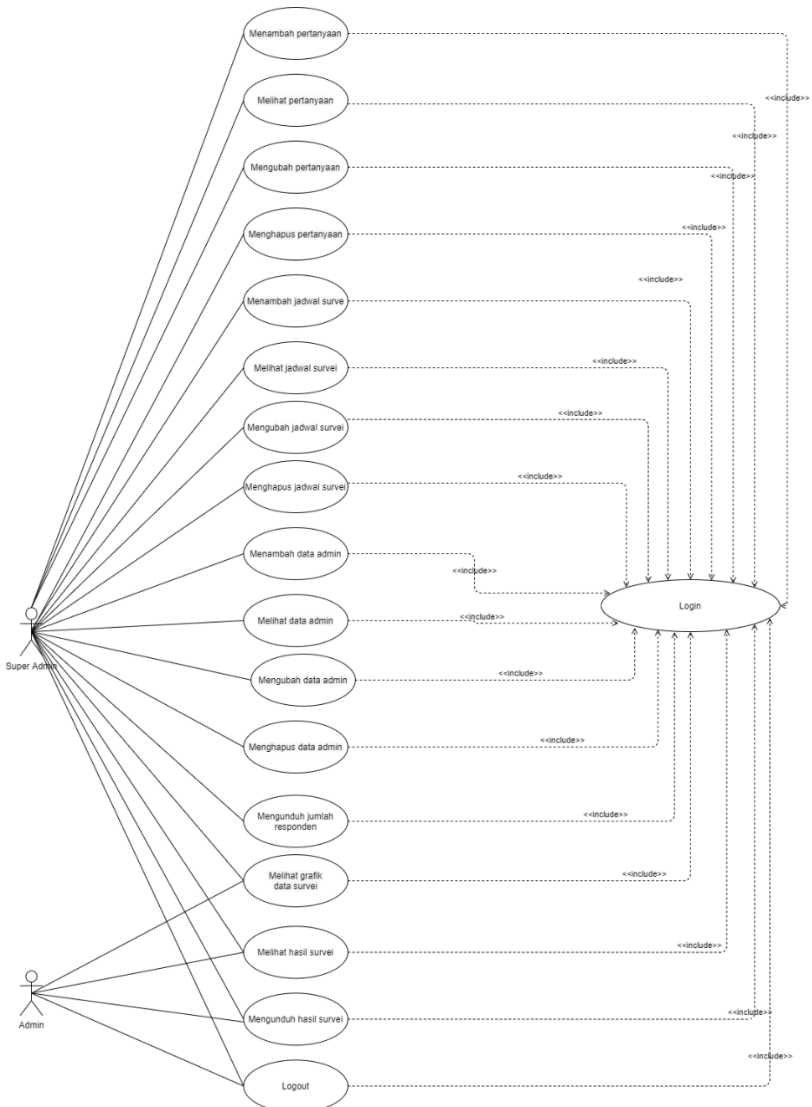 Menambah pertanyaan
<<include>>
Melihat pertanyaan
<<include>>
Mengubah pertanyaan
<<include>>
Menghapus pertanyaan
<<include>>
Menambah jadwal surve
<<include>>
Melihat jadwal survei
<<include>>
Mengubah jadwal survei
<<include>>
Menghapus jadwal survei
<<include>>
Menambah data admin
<<include>>
Login
Melihat data admin
<<include>>
Super Admin
Mengubah data admin
<<include>>
Menghapus data admin
<<include>>
Mengunduh jumlah
responden
<<include>>
Melihat grafik
data survei
<<include>>
Melihat hasil survei
<<include>>
Admin
Mengunduh hasil survei
<<include>>
Logout
<<include>>